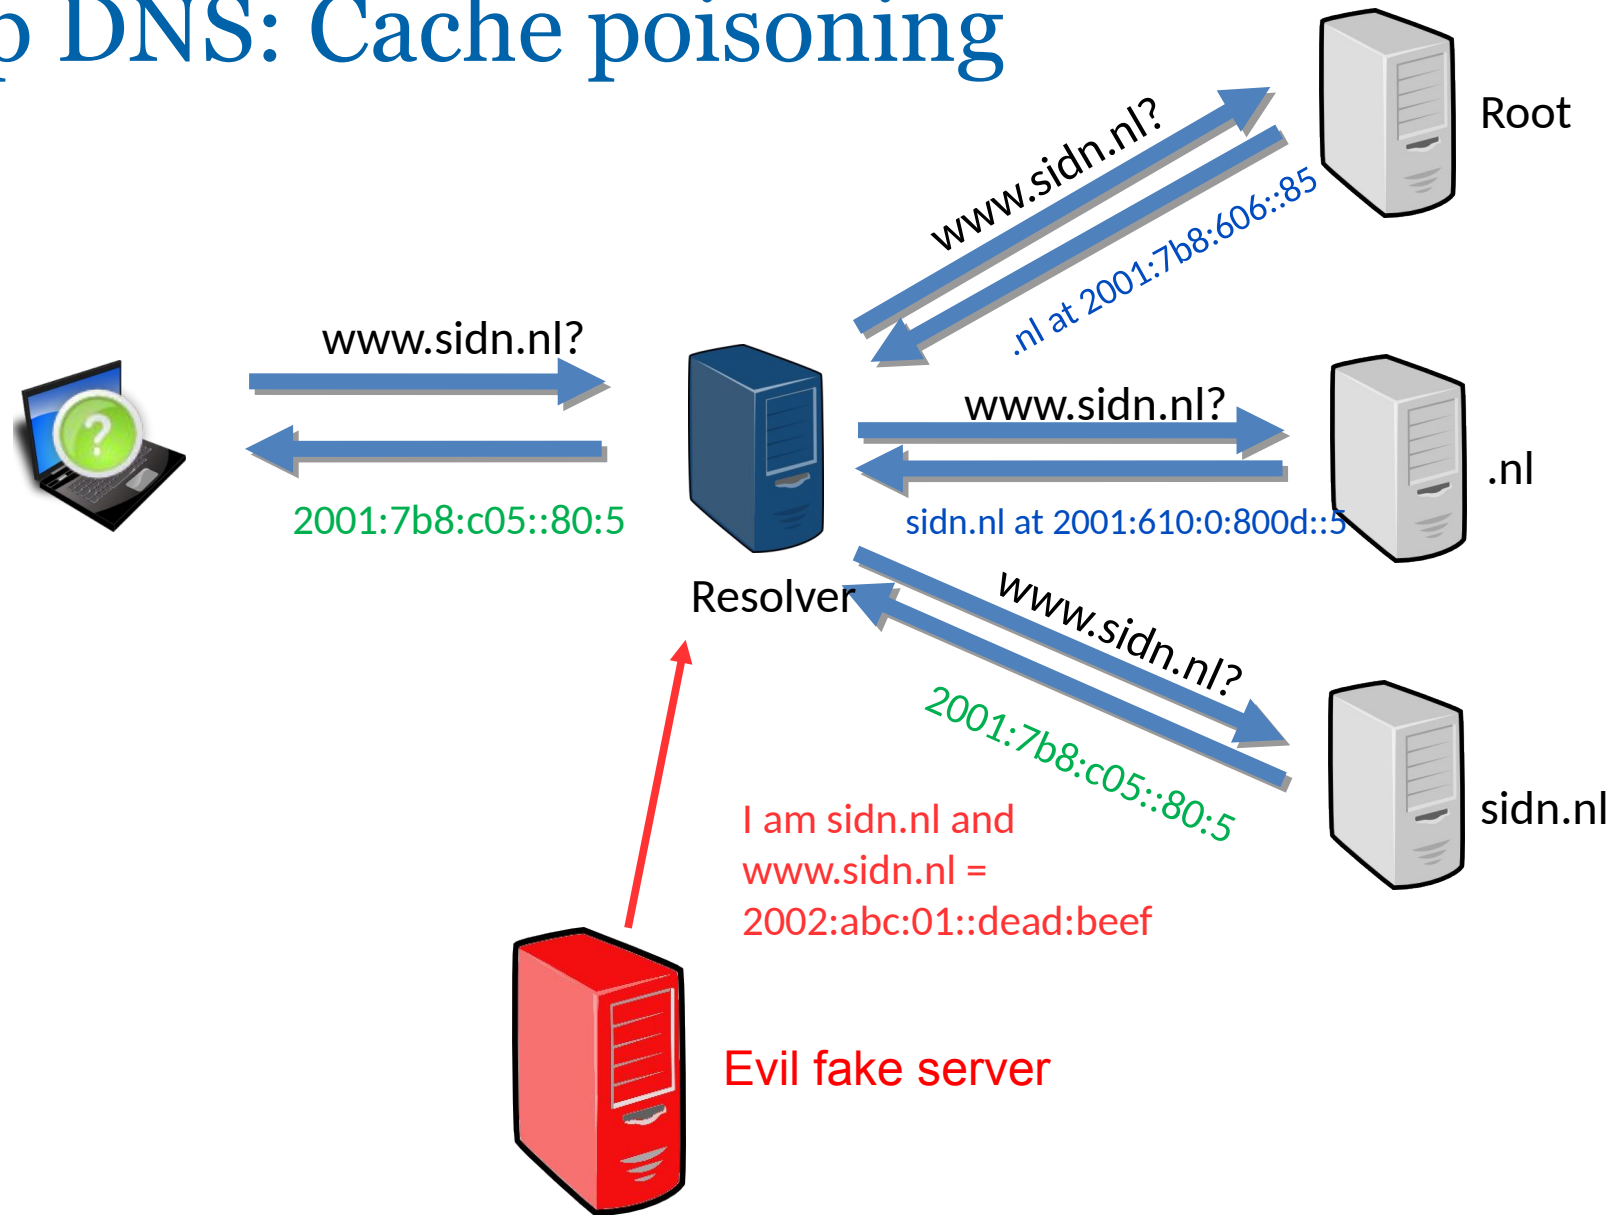 p DNS: Cache poisoning
Root
www.sidn.nl?
.nl at 2001:7b8:606::85
www.sidn.nl?
2001:7b8:c05::80:5
www.sidn.nl?
sidn.nl at 2001:610:0:800d::5
.nl
Resolver
www.sidn.nl?
2001:7b8:c05::80:5
sidn.nl
I am sidn.nl and
www.sidn.nl =
2002:abc:01::dead:beef
Evil fake server